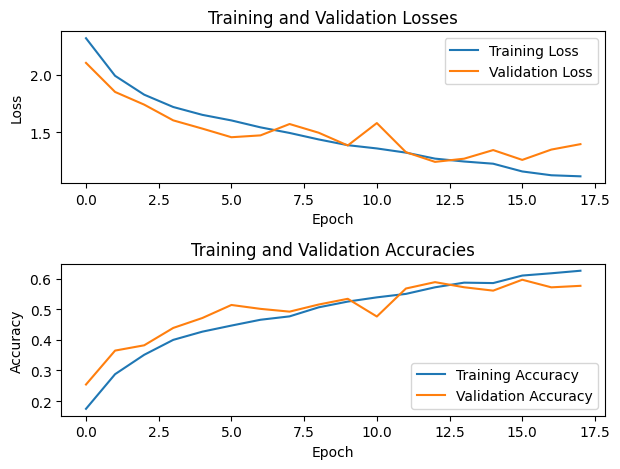 Training and Validation Losses
Training Loss
Validation Loss
2.0
1.5
Loss
0.0 2.5 5.0 7.5 10.0 12.5 15.0 17.5
Epoch
Training and Validation Accuracies
0.6
0.5
0.4
0.3
0.2
Accuracy
Training Accuracy
Validation Accuracy
0.0 2.5 5.0 7.5 10.0 12.5 15.0 17.5
Epoch